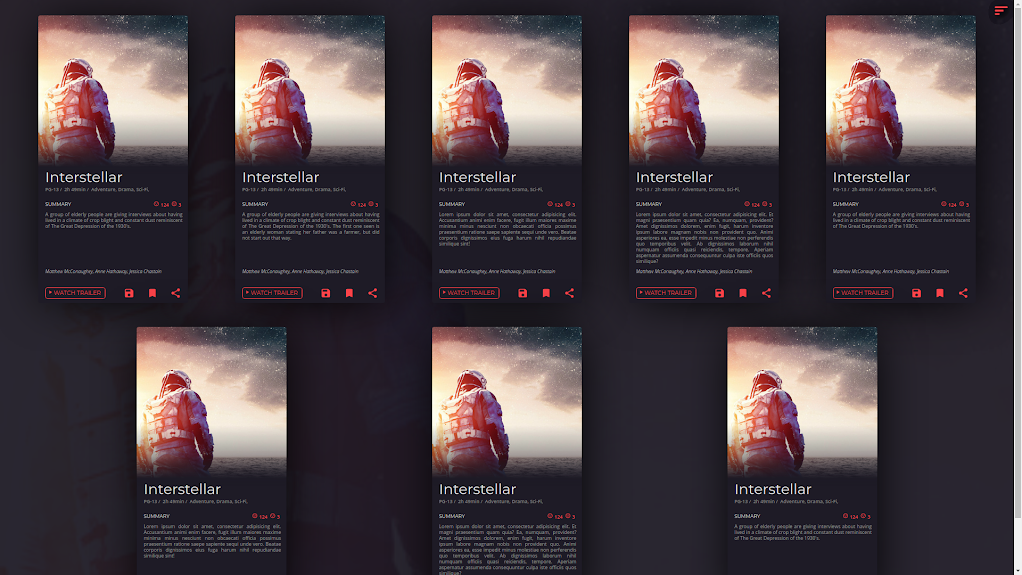 Interstellar
PG-13 / 2h 49min / Adventure, Drama, Sci-Fi,
SUMMARY 124 3
A group of elderly people are giving interviews about having
lived in a climate of crop blight and constant dust reminiscent
of The Great Depression of the 1930's.
Matthew McConaughey, Anne Hathaway, Jessica Chastain
WATCH TRAILER
Interstellar
PG-13 / 2h 49min / Adventure, Drama, Sci-Fi,
SUMMARY 124 3
A group of elderly people are giving interviews about having
lived in a climate of crop blight and constant dust reminiscent
of The Great Depression of the 1930's. The first one seen is
an elderly woman stating her father was a farmer, but did
not start out that way.
Matthew McConaughey, Anne Hathaway, Jessica Chastain
WATCH TRAILER
Interstellar
PG-13 / 2h 49min / Adventure, Drama, Sci-Fi,
SUMMARY 124 3
Lorem ipsum dolor sit amet, consectetur adipisicing elit.
Accusantium animi enim facere, fugit illum maiores maxime
minima minus nesciunt non obcaecati officia possimus
praesentium ratione saepe sapiente sequi unde vero. Beatae
corporis dignissimos eius fuga harum nihil repudiandae
similique sint!
Matthew McConaughey, Anne Hathaway, Jessica Chastain
WATCH TRAILER
Interstellar
PG-13 / 2h 49min / Adventure, Drama, Sci-Fi,
SUMMARY 124 3
Lorem ipsum dolor sit amet, consectetur adipisicing elit. Et
magni praesentium quam quia? Ea, numquam, provident?
Amet dignissimos dolorem, enim fugit, harum inventore
ipsum labore magnam nobis non provident quo. Animi
asperiores ea, esse impedit minus molestiae non perferendis
quo temporibus velit. Ab dignissimos laborum nihil
numquam officiis quasi reiciendis, tempore. Aperiam
aspernatur assumenda consequuntur culpa iste officiis quos
similique?
Matthew McConaughey, Anne Hathaway, Jessica Chastain
WATCH TRAILER
Interstellar
PG-13 / 2h 49min / Adventure, Drama, Sci-Fi,
SUMMARY 124 3
A group of elderly people are giving interviews about having
lived in a climate of crop blight and constant dust reminiscent
of The Great Depression of the 1930's.
Matthew McConaughey, Anne Hathaway, Jessica Chastain
WATCH TRAILER
Interstellar
PG-13 / 2h 49min / Adventure, Drama, Sci-Fi,
SUMMARY 124 3
Lorem ipsum dolor sit amet, consectetur adipisicing elit.
Accusantium animi enim facere, fugit illum maiores maxime
minima minus nesciunt non obcaecati officia possimus
praesentium ratione saepe sapiente sequi unde vero. Beatae
corporis dignissimos eius fuga harum nihil repudiandae
similique sint!
Interstellar
PG-13 / 2h 49min / Adventure, Drama, Sci-Fi,
SUMMARY 124 3
Lorem ipsum dolor sit amet, consectetur adipisicing elit. Et
magni praesentium quam quia? Ea, numquam, provident?
Amet dignissimos dolorem, enim fugit, harum inventore
ipsum labore magnam nobis non provident quo. Animi
asperiores ea, esse impedit minus molestiae non perferendis
quo temporibus velit. Ab dignissimos laborum nihil
numquam officiis quasi reiciendis, tempore. Aperiam
aspernatur assumenda consequuntur culpa iste officiis quos
similique?
Interstellar
PG-13 / 2h 49min / Adventure, Drama, Sci-Fi,
SUMMARY 124 3
A group of elderly people are giving interviews about having
lived in a climate of crop blight and constant dust reminiscent
of The Great Depression of the 1930's.